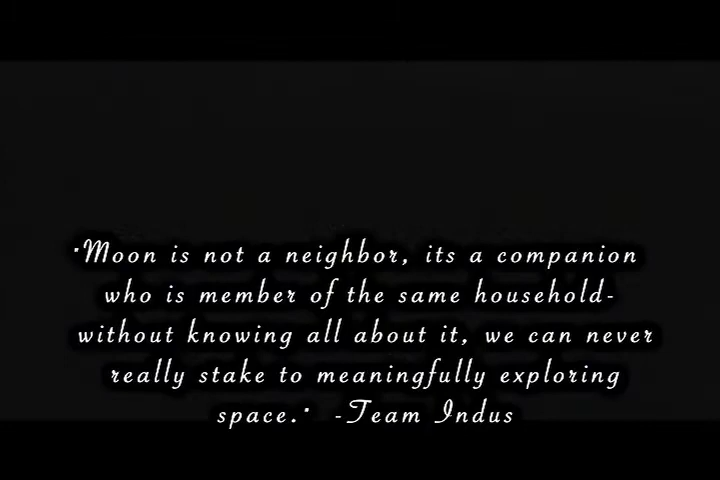 "Moon is not a neighbor, its a companion
who is member of the same household-
without knowing all about it, we can never
really stake to meaningfully exploring
space." -Team Indus